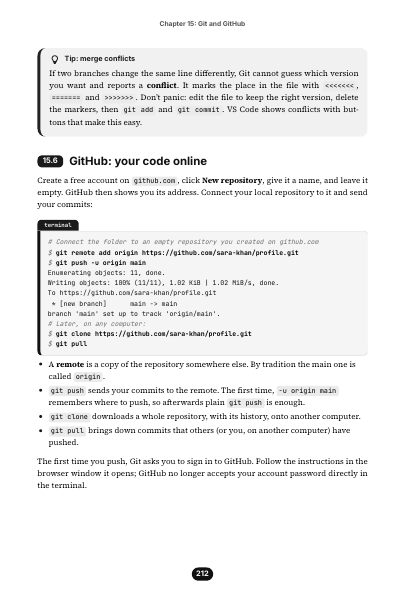 Chapter 15: Git and GitHub
Tip: merge conflicts
If two branches change the same line differently, Git cannot guess which version
you want and reports a conflict. It marks the place in the file with <<<<<<<,
======= and >>>>>>>. Don't panic: edit the file to keep the right version, delete
the markers, then git add and git commit. VS Code shows conflicts with but-
tons that make this easy.
15.6 GitHub: your code online
Create a free account on github.com, click New repository, give it a name, and leave it
empty. GitHub then shows you its address. Connect your local repository to it and send
your commits:
terminal
# Connect the folder to an empty repository you created on github.com
$ git remote add origin https://github.com/sara-khan/profile.git
$ git push -u origin main
Enumerating objects: 11, done.
Writing objects: 100% (11/11), 1.02 KiB | 1.02 MiB/s, done.
To https://github.com/sara-khan/profile.git
* [new branch]      main -> main
branch 'main' set up to track 'origin/main'.
# Later, on any computer:
$ git clone https://github.com/sara-khan/profile.git
$ git pull
• A remote is a copy of the repository somewhere else. By tradition the main one is
called origin.
• git push sends your commits to the remote. The first time, -u origin main
remembers where to push, so afterwards plain git push is enough.
• git clone downloads a whole repository, with its history, onto another computer.
• git pull brings down commits that others (or you, on another computer) have
pushed.
The first time you push, Git asks you to sign in to GitHub. Follow the instructions in the
browser window it opens; GitHub no longer accepts your account password directly in
the terminal.
212